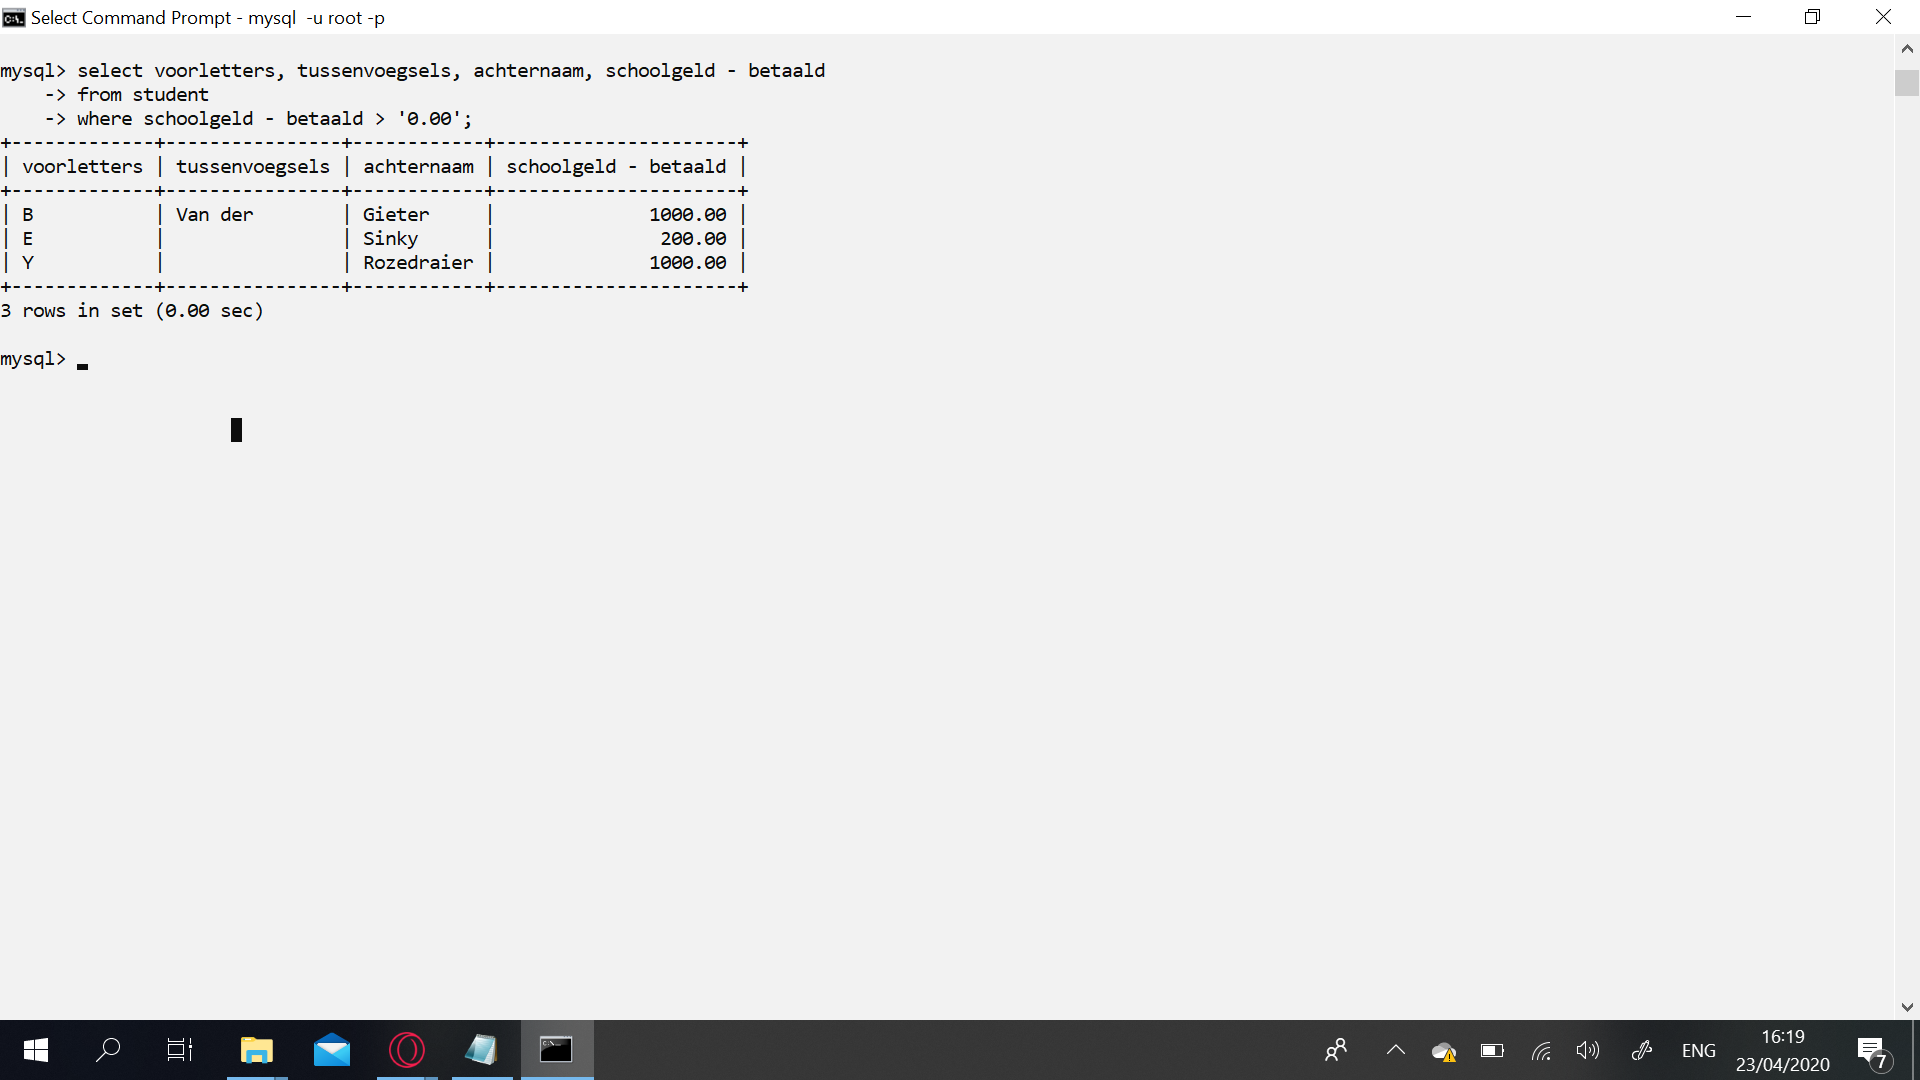 Select Command Prompt - mysql  -u root -p
mysql> select voorletters, tussenvoegsels, achternaam, schoolgeld - betaald
    -> from student
    -> where schoolgeld - betaald > '0.00';
+-------------+----------------+------------+----------------------+
| voorletters | tussenvoegsels | achternaam | schoolgeld - betaald |
+-------------+----------------+------------+----------------------+
| B           | Van der        | Gieter     |              1000.00 |
| E           |                | Sinky      |               200.00 |
| Y           |                | Rozedraier |              1000.00 |
+-------------+----------------+------------+----------------------+
3 rows in set (0.00 sec)
mysql>
ENG
16:19
23/04/2020
7